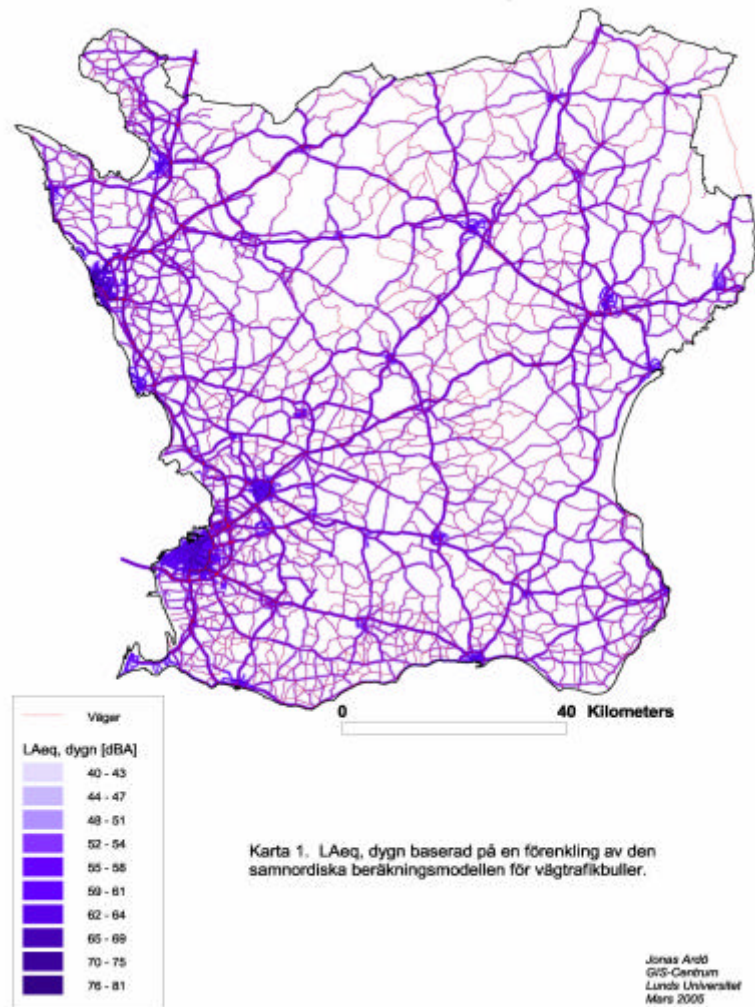 0 40 Kilometers
Vägar
LAeq, dygn [dBA]
40 - 43
44 - 47
48 - 51
52 - 54
55 - 58
59 - 61
62 - 64
65 - 69
70 - 75
76 - 81
Karta 1. LAeq, dygn baserad på en förenkling av den
samnordiska beräkningsmodellen för vägtrafikbuller.
Jonas Ardö
GIS-Centrum
Lunds Universitet
Mars 2005